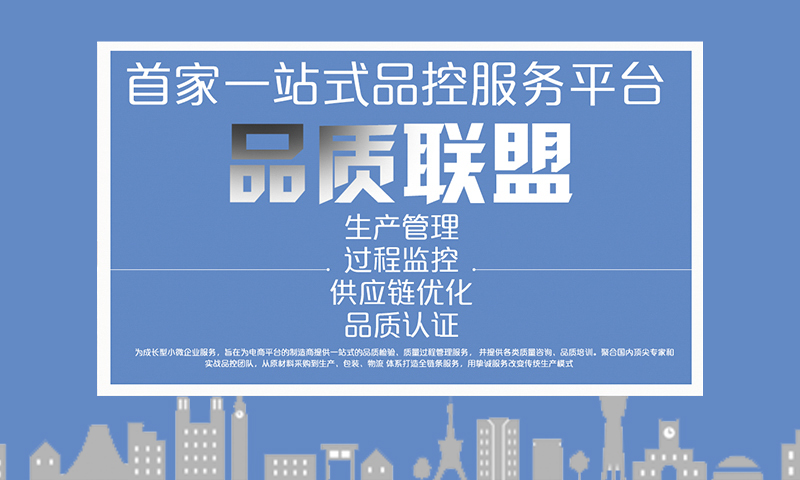 首家一站式品控服务平台
品质联盟
生产管理
过程监控
供应链优化
品质认证
为成长型小微企业服务，旨在为电商平台的制造商提供一站式的品质检验、质量过程管理服务， 并提供各类质量咨询、品质培训。聚合国内顶尖专家和
实战品控团队，从原材料采购到生产、包装、物流 体系打造全链条服务，用挚诚服务改变传统生产模式